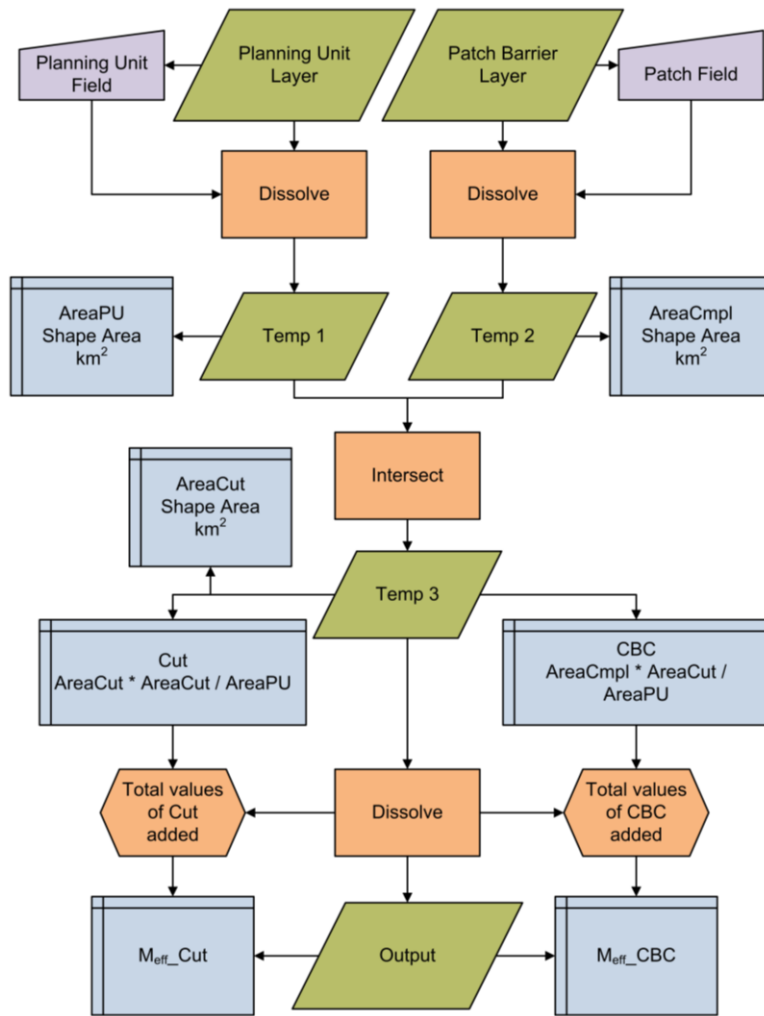 Planning Unit
Field
Planning Unit
Layer
Patch Barrier
Layer
Patch Field
Dissolve
Dissolve
AreaPU
Shape Area
km²
Temp 1
Temp 2
AreaCmpl
Shape Area
km²
Intersect
AreaCut
Shape Area
km²
Temp 3
Cut
AreaCut * AreaCut / AreaPU
CBC
AreaCmpl * AreaCut /
AreaPU
Total values
of Cut
added
Dissolve
Total values
of CBC
added
Meff_Cut
Output
Meff_CBC